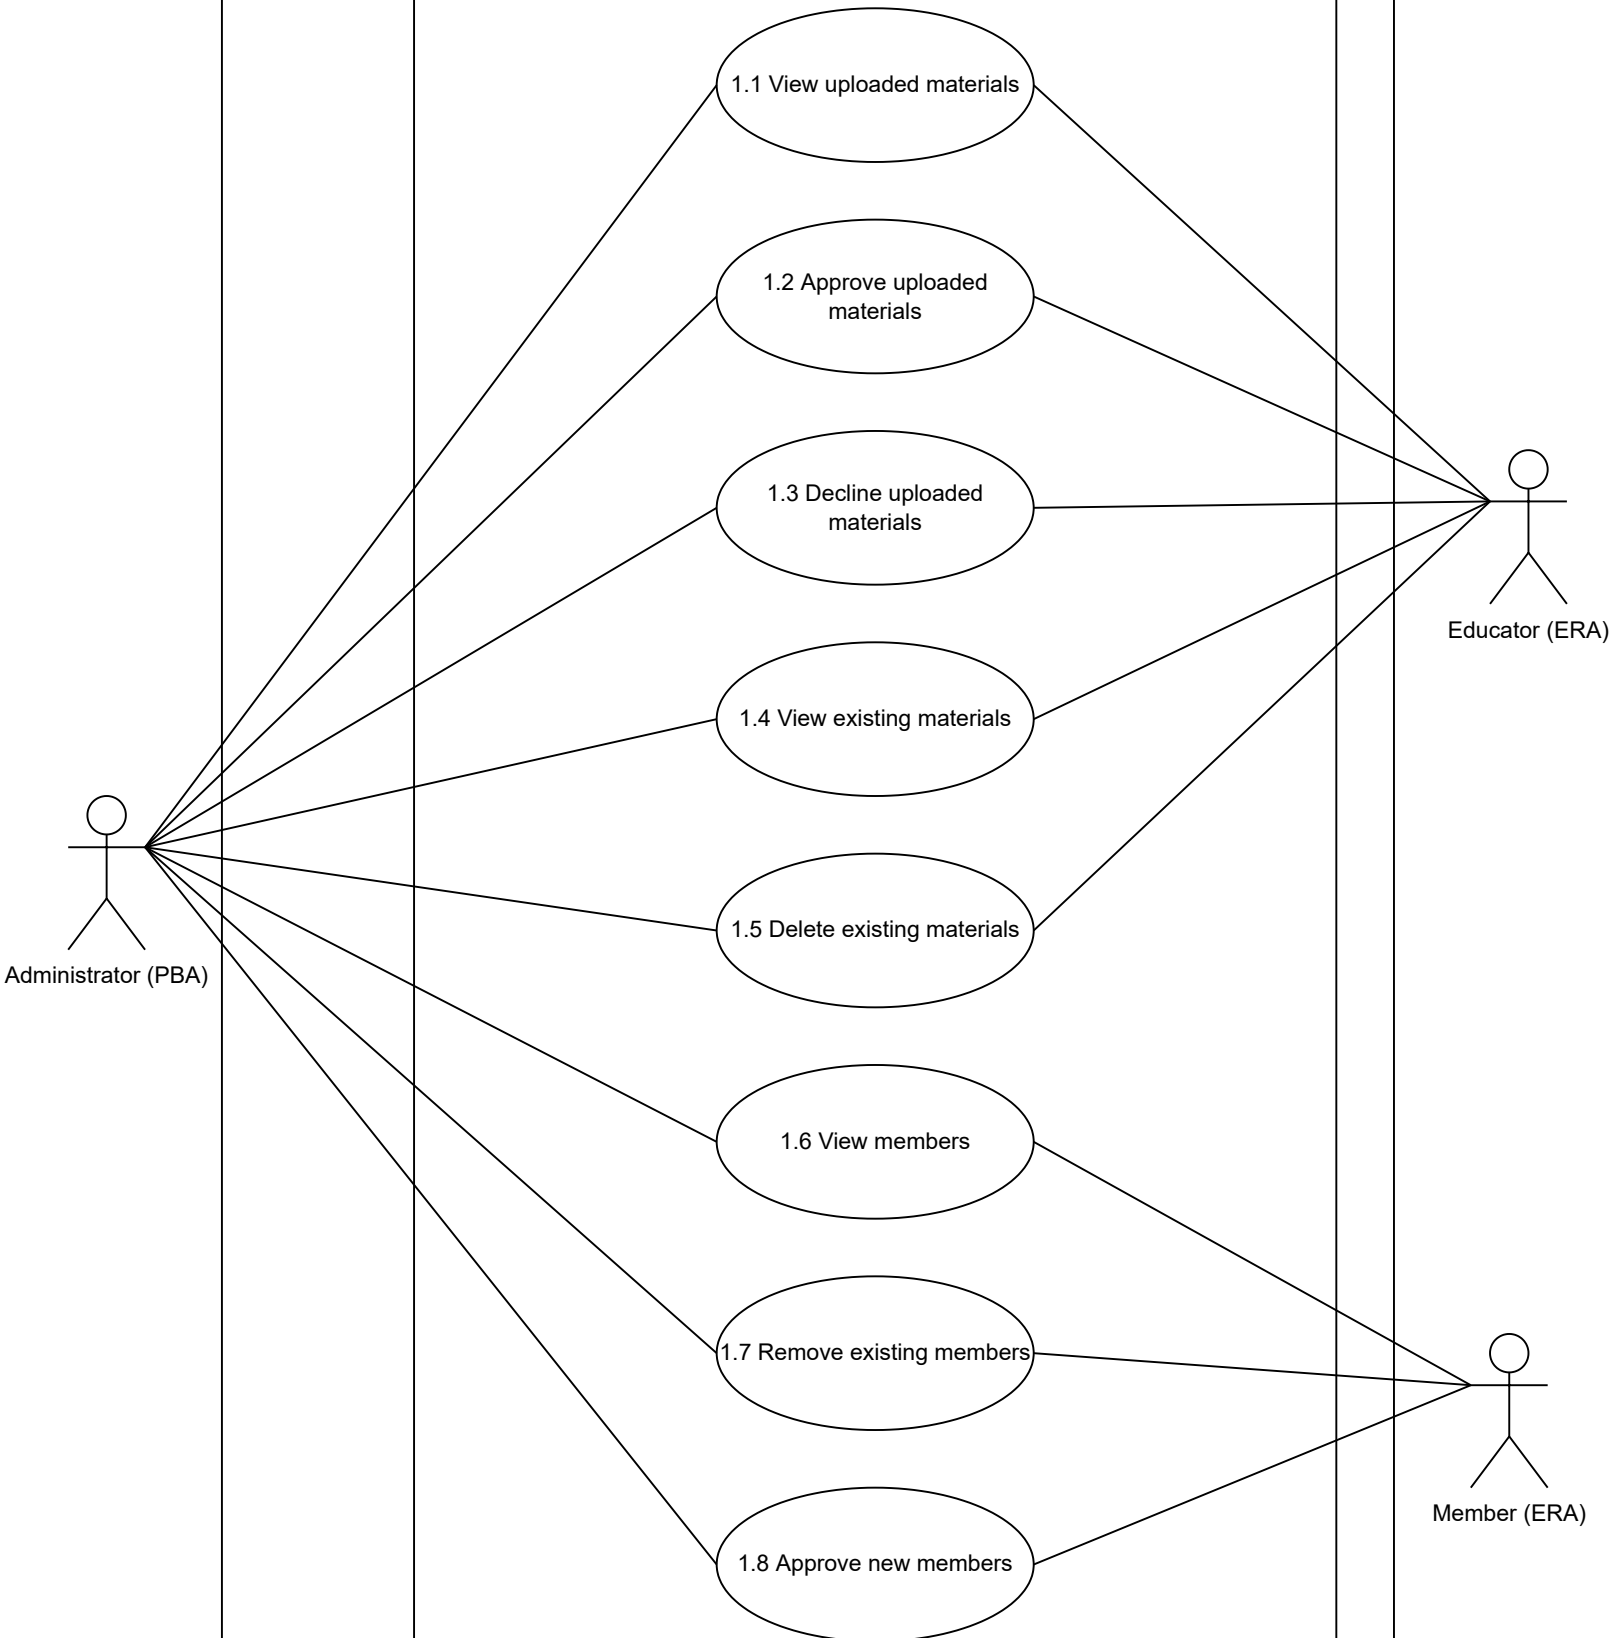 1.1 View uploaded materials
1.2 Approve uploaded
materials
1.3 Decline uploaded
materials
Educator (ERA)
1.4 View existing materials
1.5 Delete existing materials
Administrator (PBA)
1.6 View members
1.7 Remove existing members
Member (ERA)
1.8 Approve new members